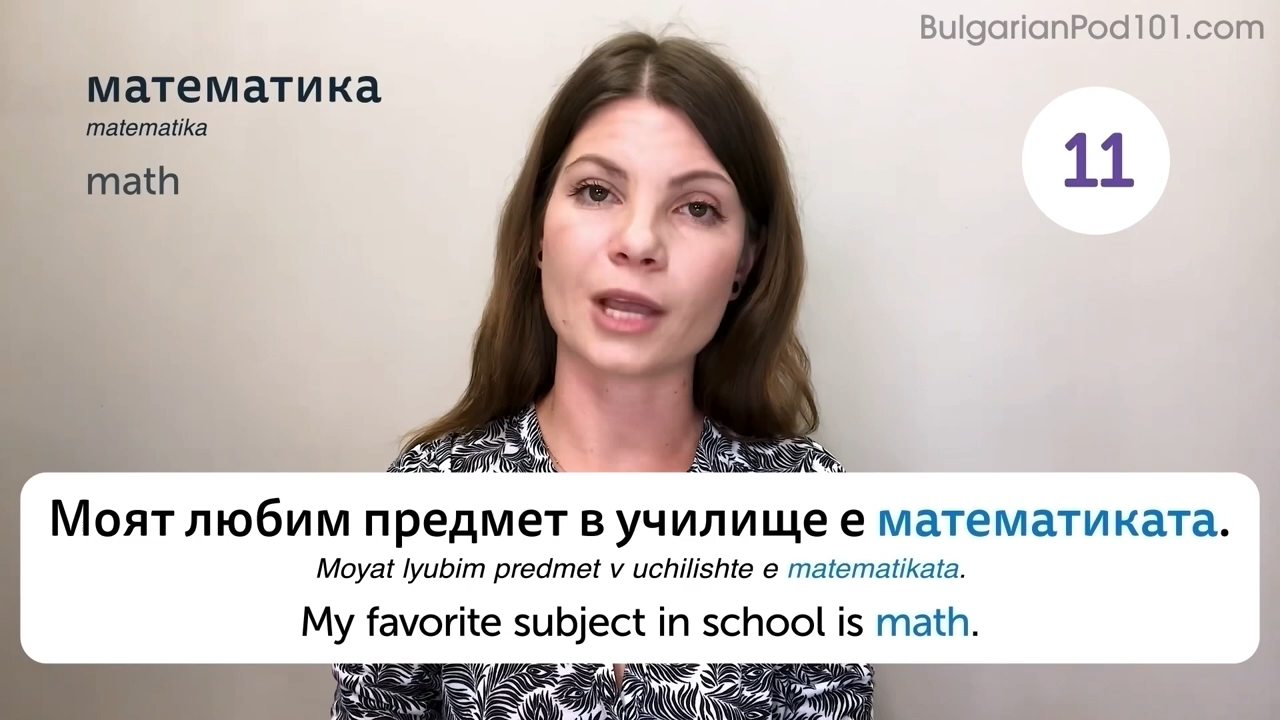 BulgarianPod101.com
математика
matematika
math
11
Моят любим предмет в училище е математиката.
Moyat lyubim predmet v uchilishte e matematikata.
My favorite subject in school is math.